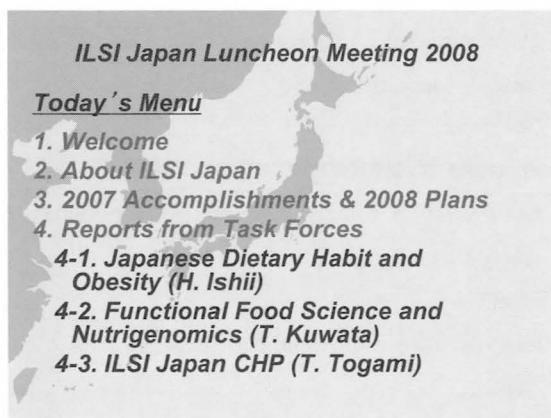 ILSI Japan Luncheon Meeting 2008
Today´s Menu
1. Welcome
2. About ILSI Japan
3. 2007 Accomplishments & 2008 Plans
4. Reports from Task Forces
4-1. Japanese Dietary Habit and
Obesity (H. Ishii)
4-2. Functional Food Science and
Nutrigenomics (T. Kuwata)
4-3. ILSI Japan CHP (T. Togami)